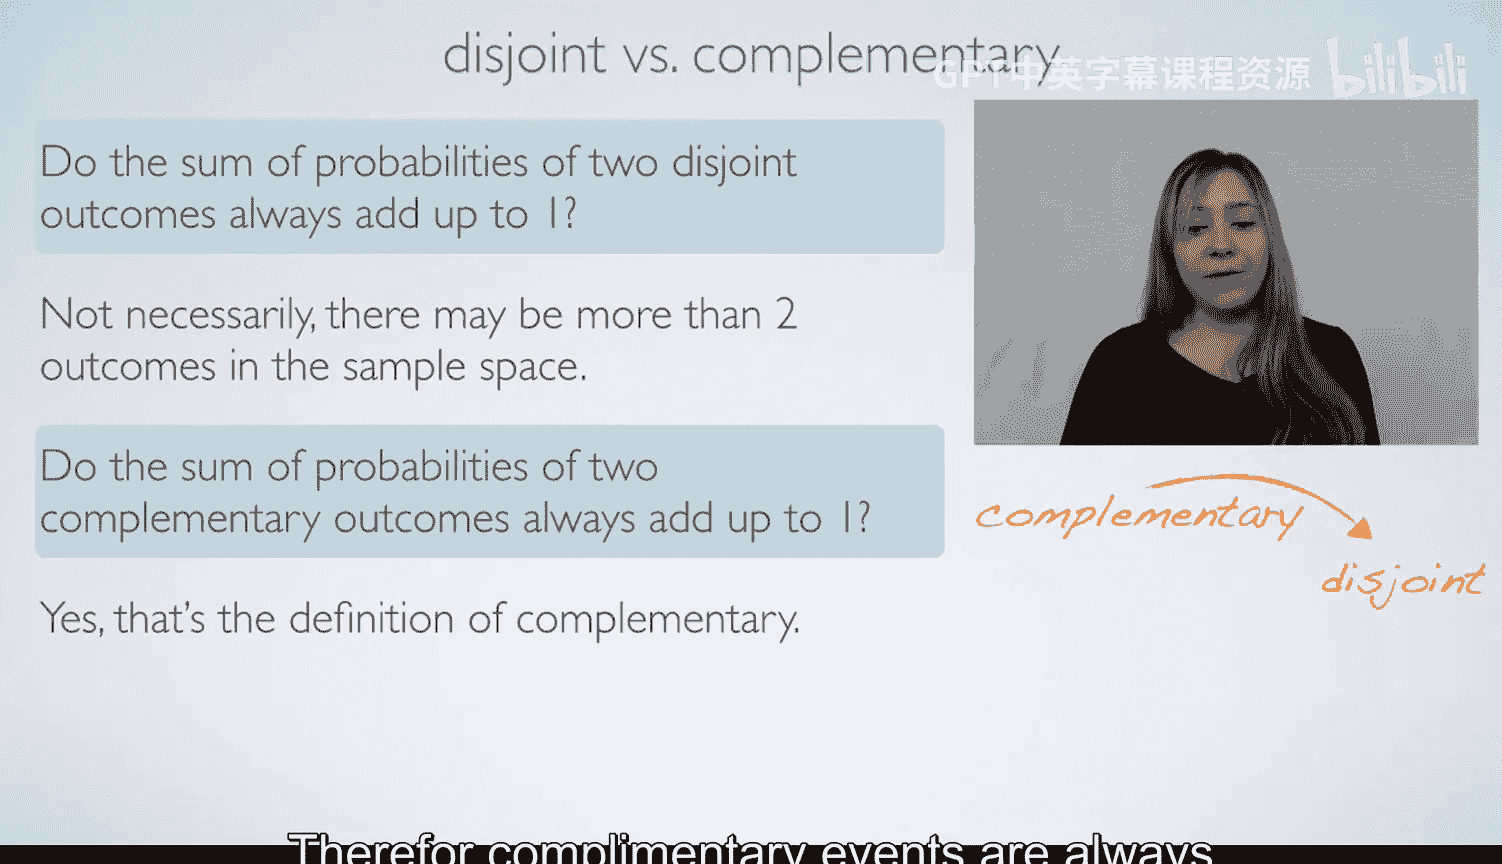 disjoint vs. complementary
GPT中英字幕课程资源 bilibili
Do the sum of probabilities of two disjoint
outcomes always add up to 1?
Not necessarily, there may be more than 2
outcomes in the sample space.
Do the sum of probabilities of two
complementary outcomes always add up to 1?
complementary
disjoint
Yes, that's the definition of complementary.
Therefor complimentary events are always